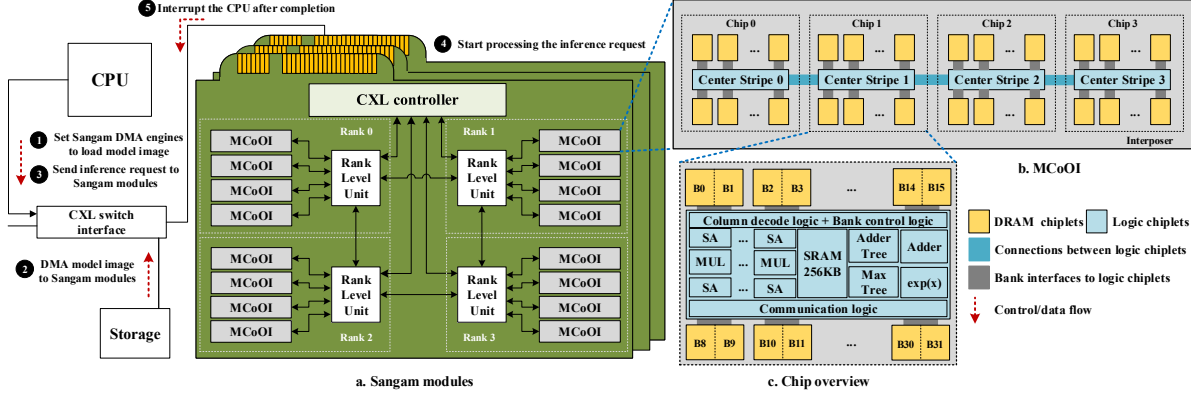 5 Interrupt the CPU after completion
CPU
1 Set Sangam DMA engines
to load model image
3 Send inference request to
Sangam modules
CXL switch
interface
2 DMA model image
to Sangam modules
Storage
4 Start processing the inference request
CXL controller
Rank 0
MCoOI
MCoOI
MCoOI
MCoOI
Rank
Level
Unit
Rank 1
Rank
Level
Unit
MCoOI
MCoOI
MCoOI
MCoOI
MCoOI
MCoOI
MCoOI
MCoOI
Rank
Level
Unit
Rank 2
Rank
Level
Unit
Rank 3
MCoOI
MCoOI
MCoOI
MCoOI
a. Sangam modules
Chip 0
Chip 1
Chip 2
Chip 3
...
...
...
...
Center Stripe 0
Center Stripe 1
Center Stripe 2
Center Stripe 3
...
...
...
...
Interposer
b. MCoOI
B0 B1 B2 B3 ... B14 B15
Column decode logic + Bank control logic
SA ... SA
MUL ... MUL
SA ... SA
SRAM
256KB
Adder
Tree
Adder
Max
Tree
exp(x)
Communication logic
B8 B9 B10 B11 ... B30 B31
c. Chip overview
DRAM chiplets
Logic chiplets
Connections between logic chiplets
Bank interfaces to logic chiplets
Control/data flow